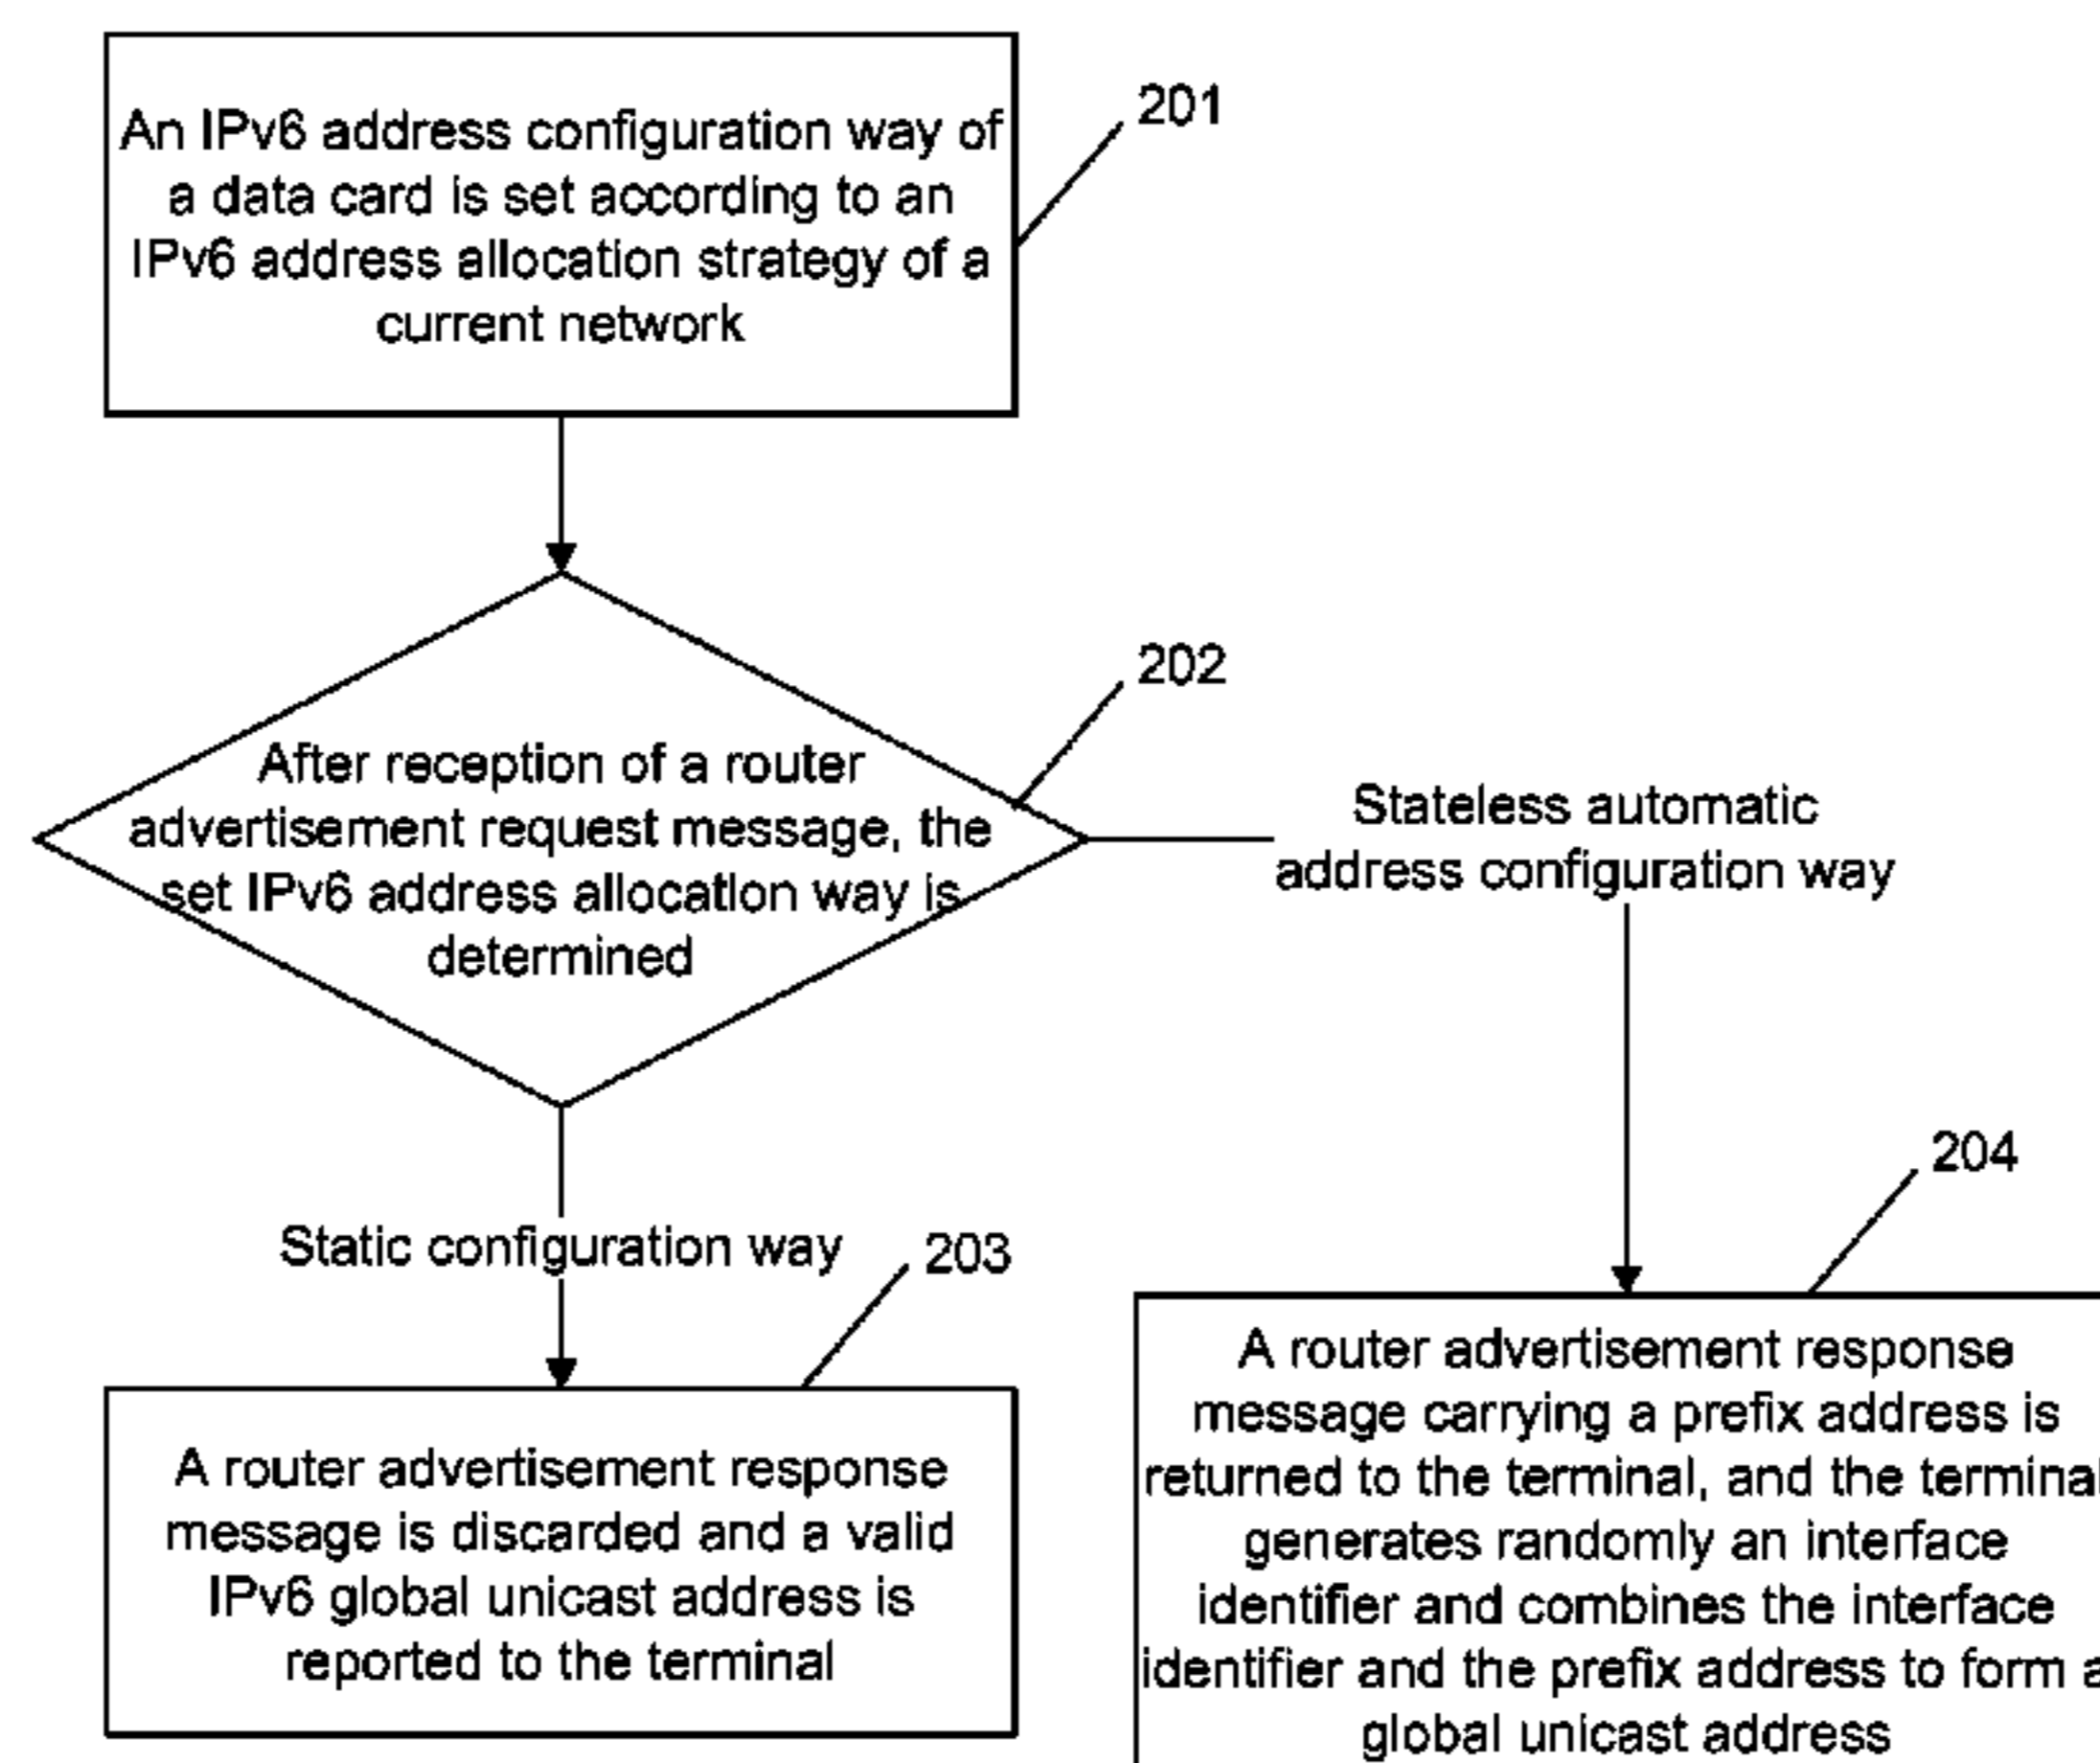 An IPv6 address configuration way of
a data card is set according to an
IPv6 address allocation strategy of a
current network
201
After reception of a router
advertisement request message, the
set IPv6 address allocation way is
determined
202
Stateless automatic
address configuration way
Static configuration way
203
A router advertisement response
message is discarded and a valid
IPv6 global unicast address is
reported to the terminal
204
A router advertisement response
message carrying a prefix address is
returned to the terminal, and the terminal
generates randomly an interface
identifier and combines the interface
identifier and the prefix address to form a
global unicast address